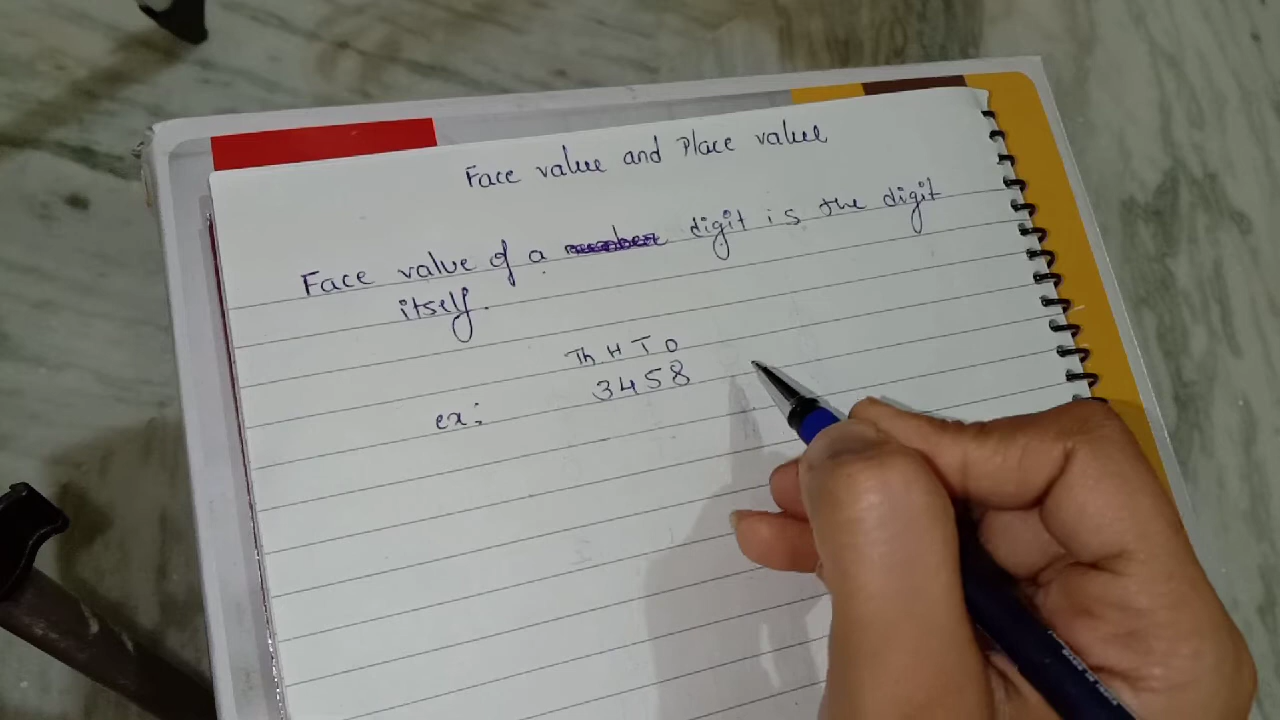 Face value and Place value
Face value of a number digit is the digit
itself.
Th H T O
ex: 3458